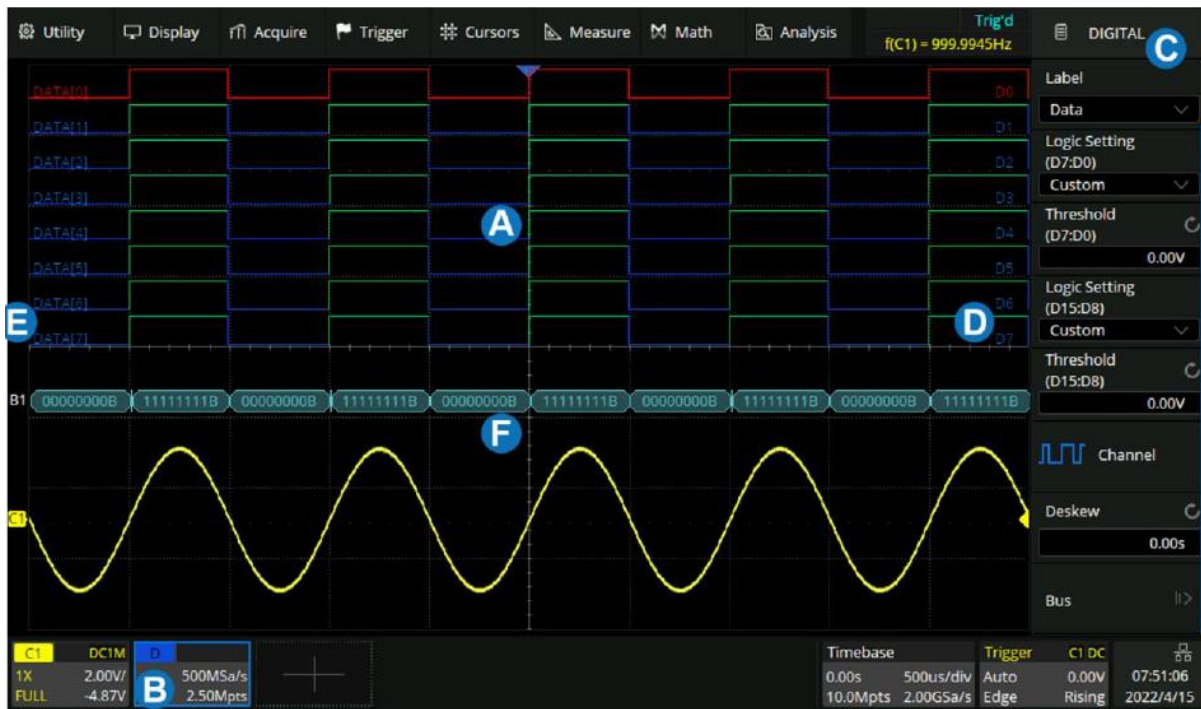 Utility Display Acquire Trigger Cursors Measure Math Analysis
Trig'd
f(C1) = 999.9945Hz
DIGITAL
C
Label
Data
Logic Setting
(D7:D0)
Custom
Threshold
(D7:D0)
0.00V
Logic Setting
(D15:D8)
Custom
Threshold
(D15:D8)
0.00V
Channel
Deskew
0.00s
Bus
DATA[0] D0
DATA[1] D1
DATA[2] D2
DATA[3] D3
A
DATA[4] D4
DATA[5] D5
DATA[6] D6
E D
DATA[7] D7
B1 00000000B 11111111B 00000000B 11111111B 00000000B 11111111B 00000000B 11111111B 00000000B 11111111B
F
C1
C1 DC1M D
1X 2.00V/ 500MSa/s
FULL -4.87V B 2.50Mpts
Timebase Trigger C1 DC
0.00s 500us/div Auto 0.00V 07:51:06
10.0Mpts 2.00GSa/s Edge Rising 2022/4/15